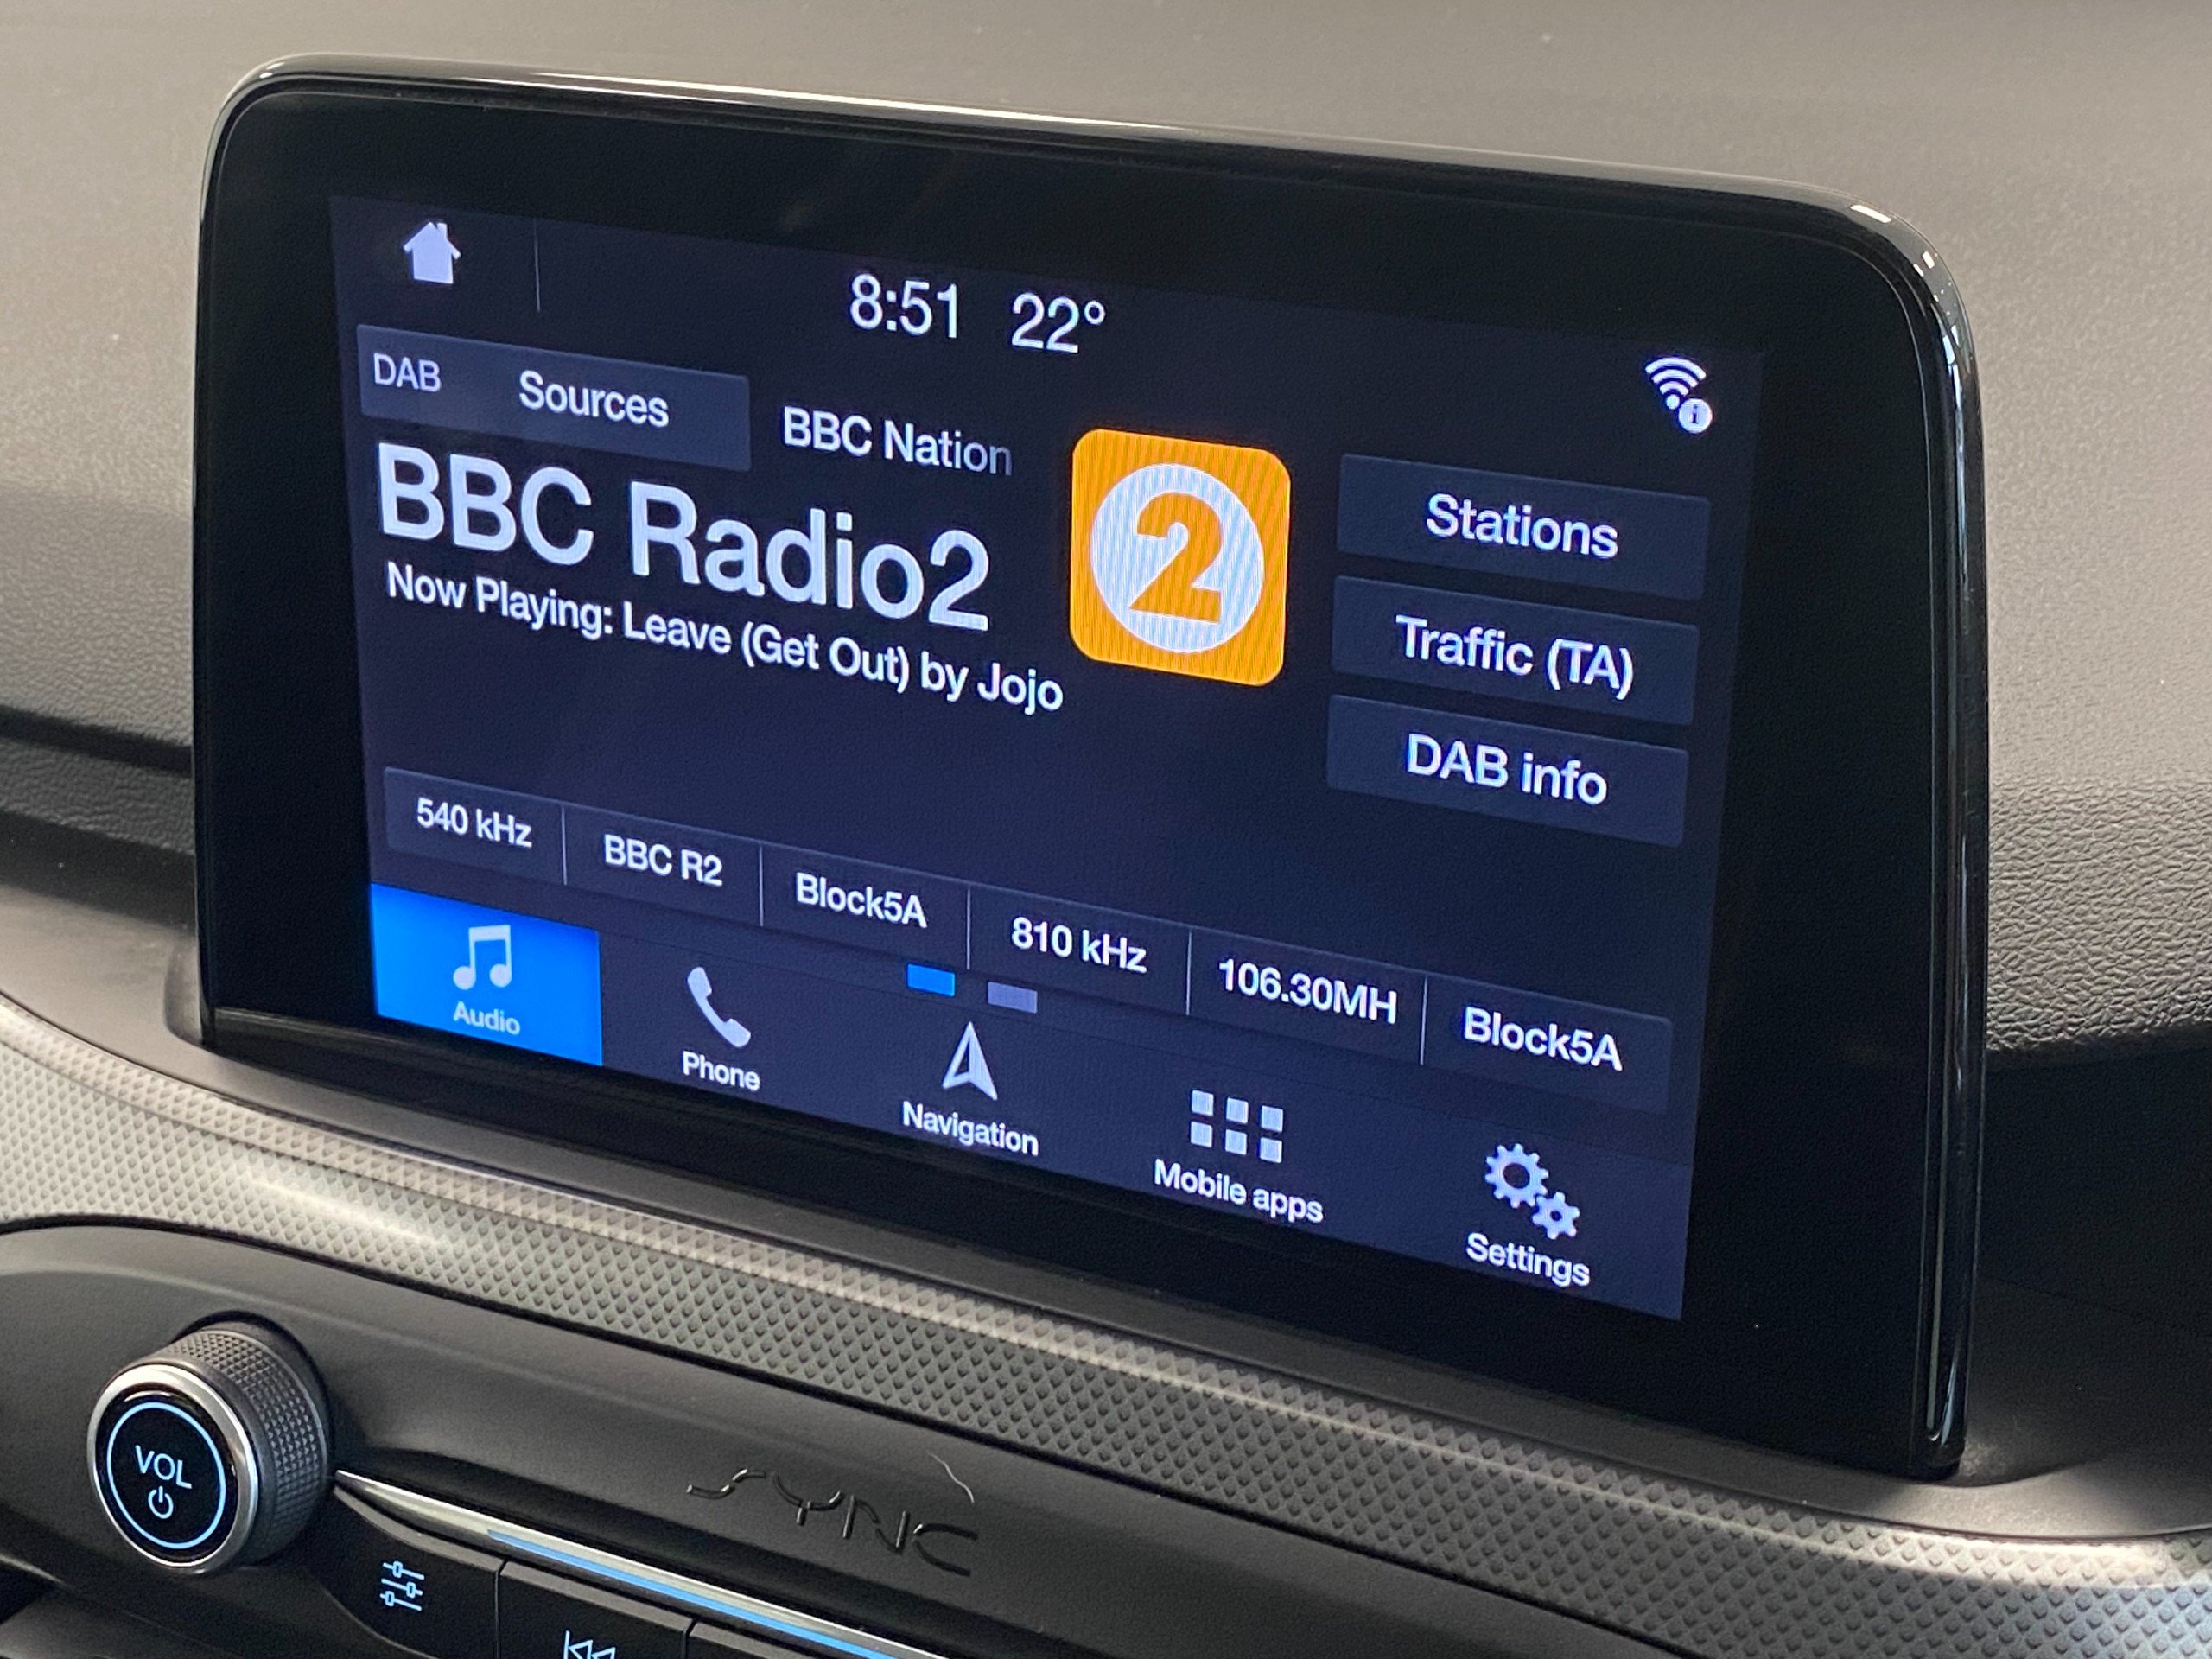 8:51 22°
DAB Sources
BBC Nation
BBC Radio2
Now Playing: Leave (Get Out) by Jojo
2
Stations
Traffic (TA)
DAB info
540 kHz
BBC R2
Block5A
810 kHz
106.30MH
Block5A
Audio
Phone
Navigation
Mobile apps
Settings
VOL
SYNC